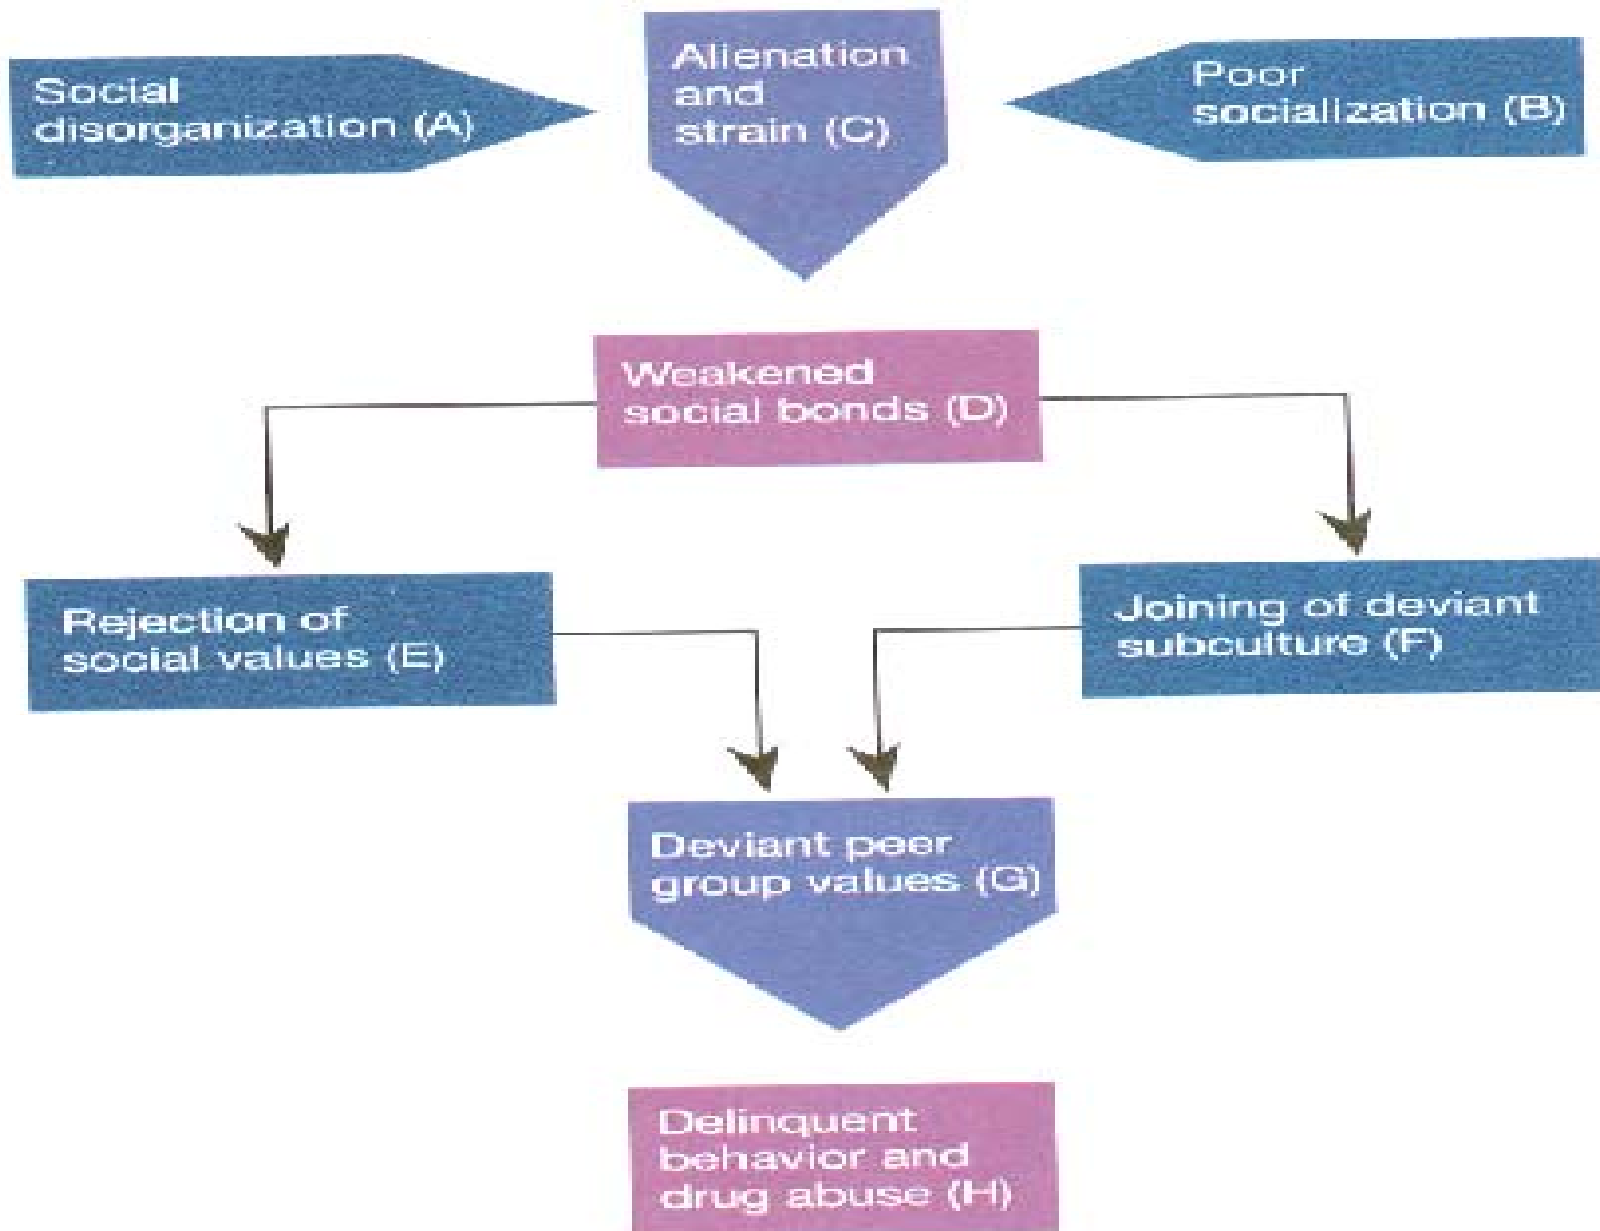 Social
disorganization (A)
Alienation
and
strain (C)
Poor
socialization (B)
Weakened
social bonds (D)
Rejection of
social values (E)
Joining of deviant
subculture (F)
Deviant peer
group values (G)
Delinquent
behavior and
drug abuse (H)